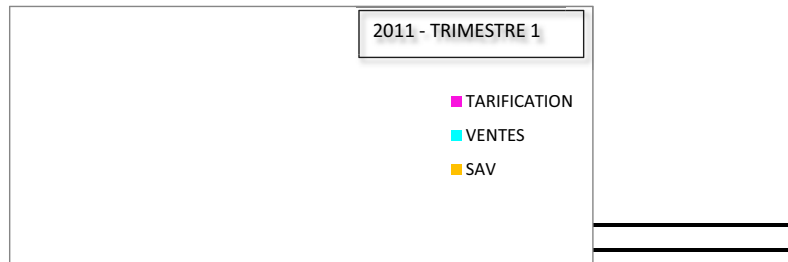 2011 - TRIMESTRE 1
TARIFICATION
VENTES
SAV